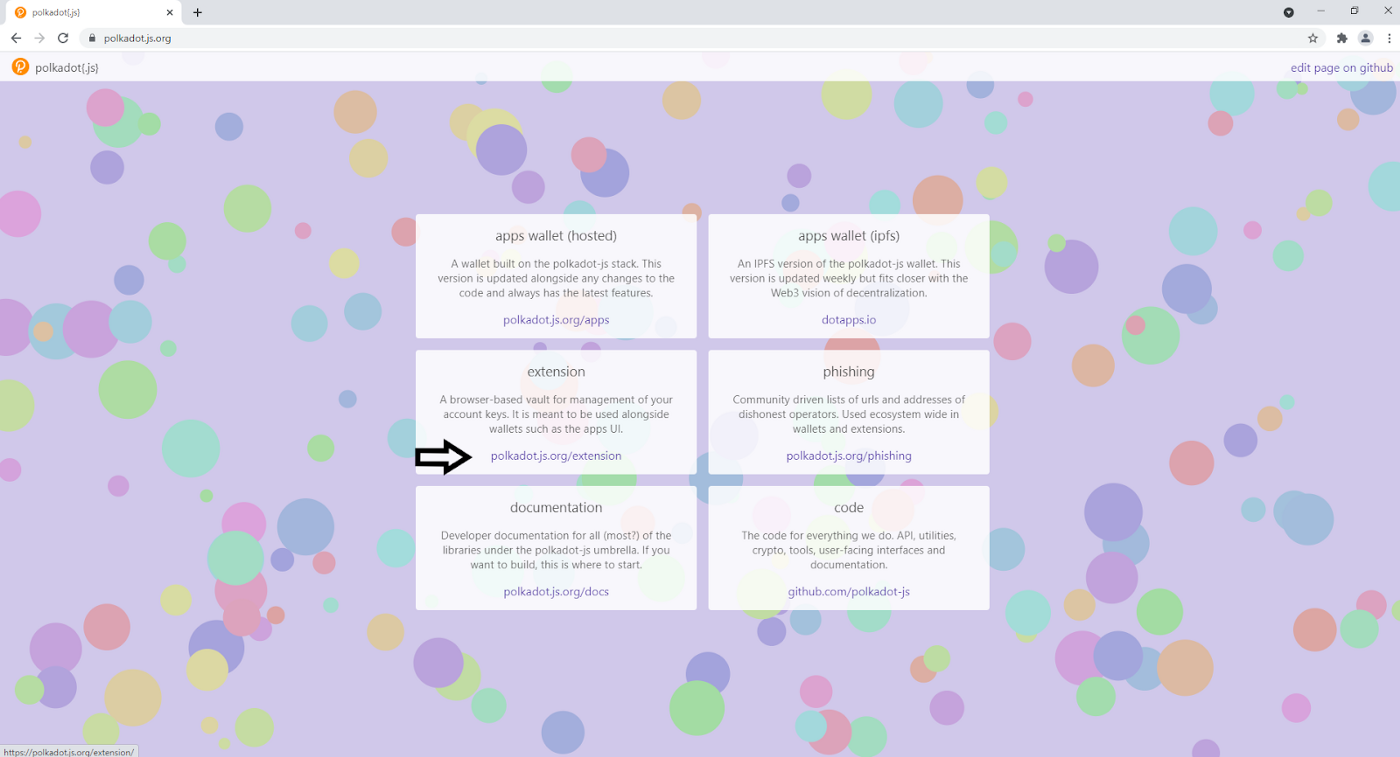 polkadot{.js}
polkadot.js.org
polkadot{.js}
edit page on github
apps wallet (hosted)
A wallet built on the polkadot-js stack. This
version is updated alongside any changes to the
code and always has the latest features.
polkadot.js.org/apps
apps wallet (ipfs)
An IPFS version of the polkadot-js wallet. This
version is updated weekly but fits closer with the
Web3 vision of decentralization.
dotapps.io
extension
A browser-based vault for management of your
account keys. It is meant to be used alongside
wallets such as the apps UI.
polkadot.js.org/extension
phishing
Community driven lists of urls and addresses of
dishonest operators. Used ecosystem wide in
wallets and extensions.
polkadot.js.org/phishing
documentation
Developer documentation for all (most?) of the
libraries under the polkadot-js umbrella. If you
want to build, this is where to start.
polkadot.js.org/docs
code
The code for everything we do. API, utilities,
crypto, tools, user-facing interfaces and
documentation.
github.com/polkadot-js
https://polkadot.js.org/extension/